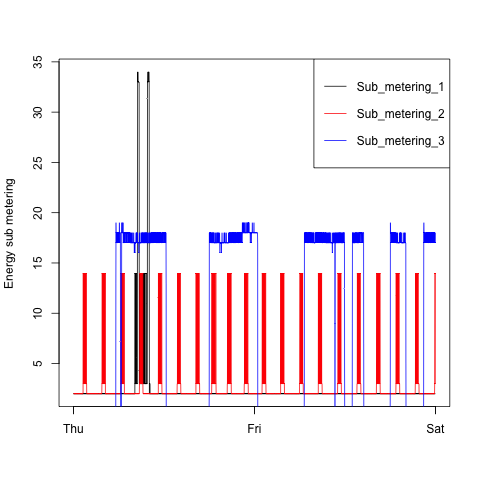 Energy sub metering
35
30
25
20
15
10
5
Sub_metering_1
Sub_metering_2
Sub_metering_3
Thu Fri Sat